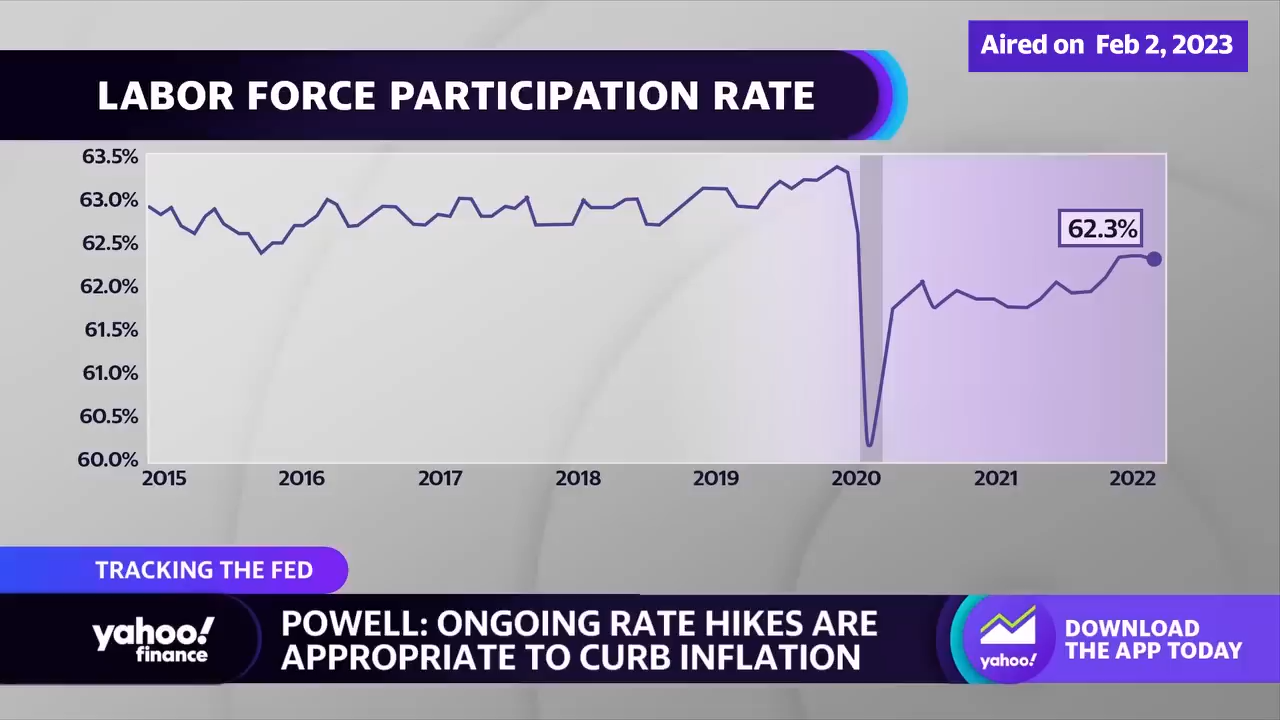 Aired on Feb 2, 2023
LABOR FORCE PARTICIPATION RATE
63.5%
63.0%
62.5%
62.0%
61.5%
61.0%
60.5%
60.0%
62.3%
2015 2016 2017 2018 2019 2020 2021 2022
TRACKING THE FED
yahoo!
finance
POWELL: ONGOING RATE HIKES ARE
APPROPRIATE TO CURB INFLATION
yahoo!
DOWNLOAD
THE APP TODAY